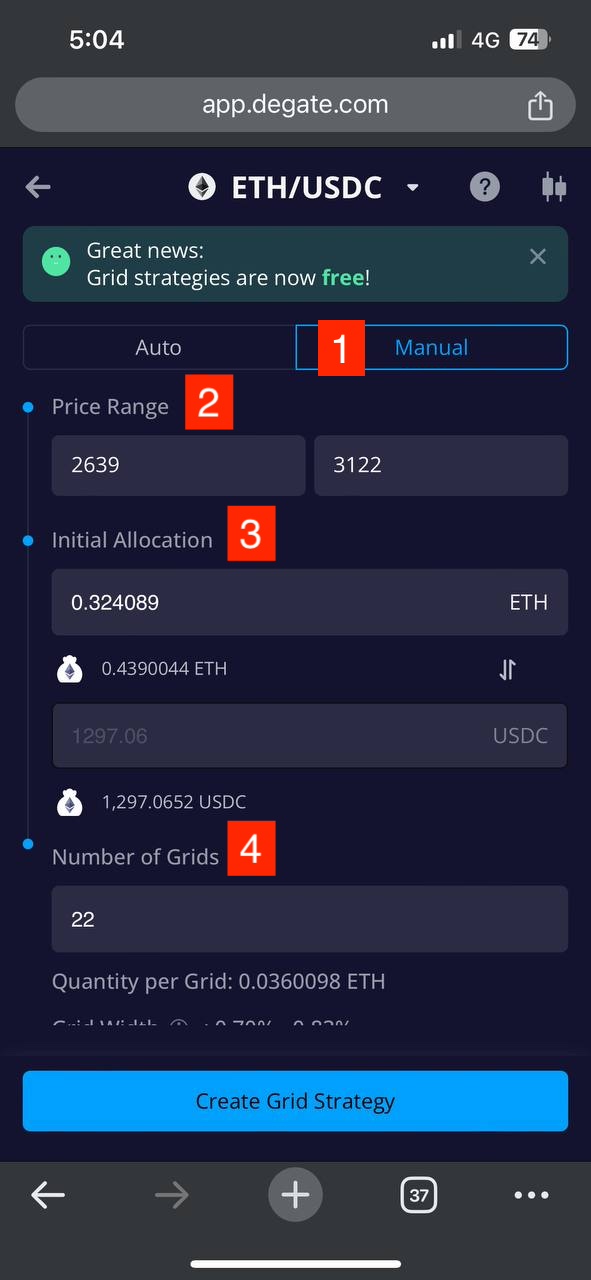 5:04
4G 74
app.degate.com
ETH/USDC ?
Great news:
Grid strategies are now free!
Auto
1 Manual
Price Range 2
2639
3122
Initial Allocation 3
0.324089 ETH
0.4390044 ETH
1297.06 USDC
1,297.0652 USDC
Number of Grids 4
22
Quantity per Grid: 0.0360098 ETH
Grid Width
Create Grid Strategy
37